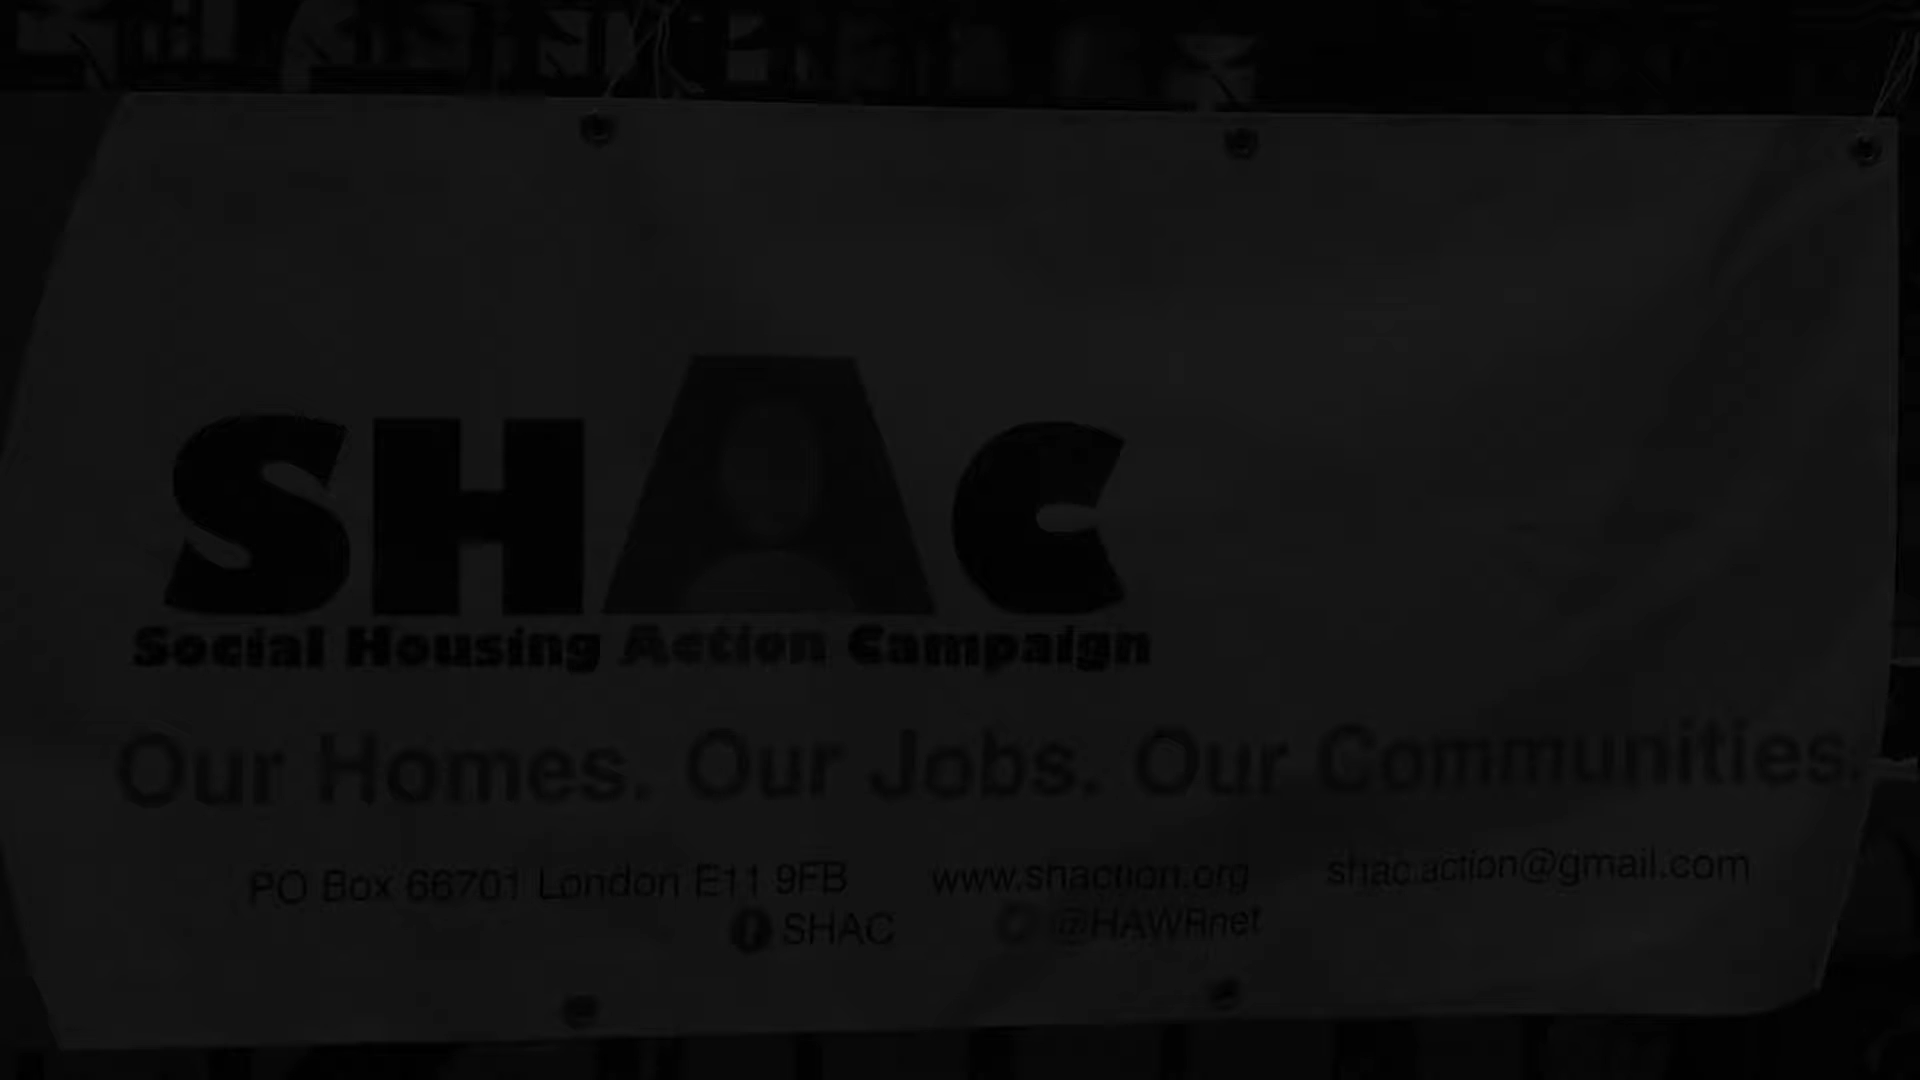 SHAC
Social Housing Action Campaign
Our Homes. Our Jobs. Our Communities.
PO Box 66701 London E11 9FB www.shaction.org shac.action@gmail.com
SHAC @HAWRnet